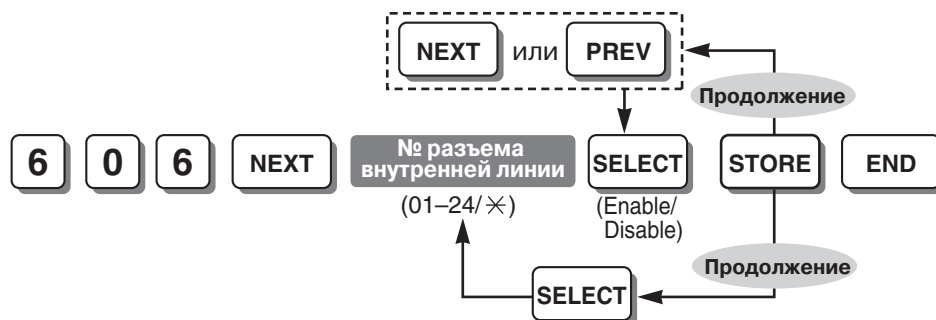 NEXT или PREV
Продолжение
6 0 6 NEXT № разъема внутренней линии SELECT STORE END
(01–24/✳)
(Enable/
Disable)
Продолжение
SELECT